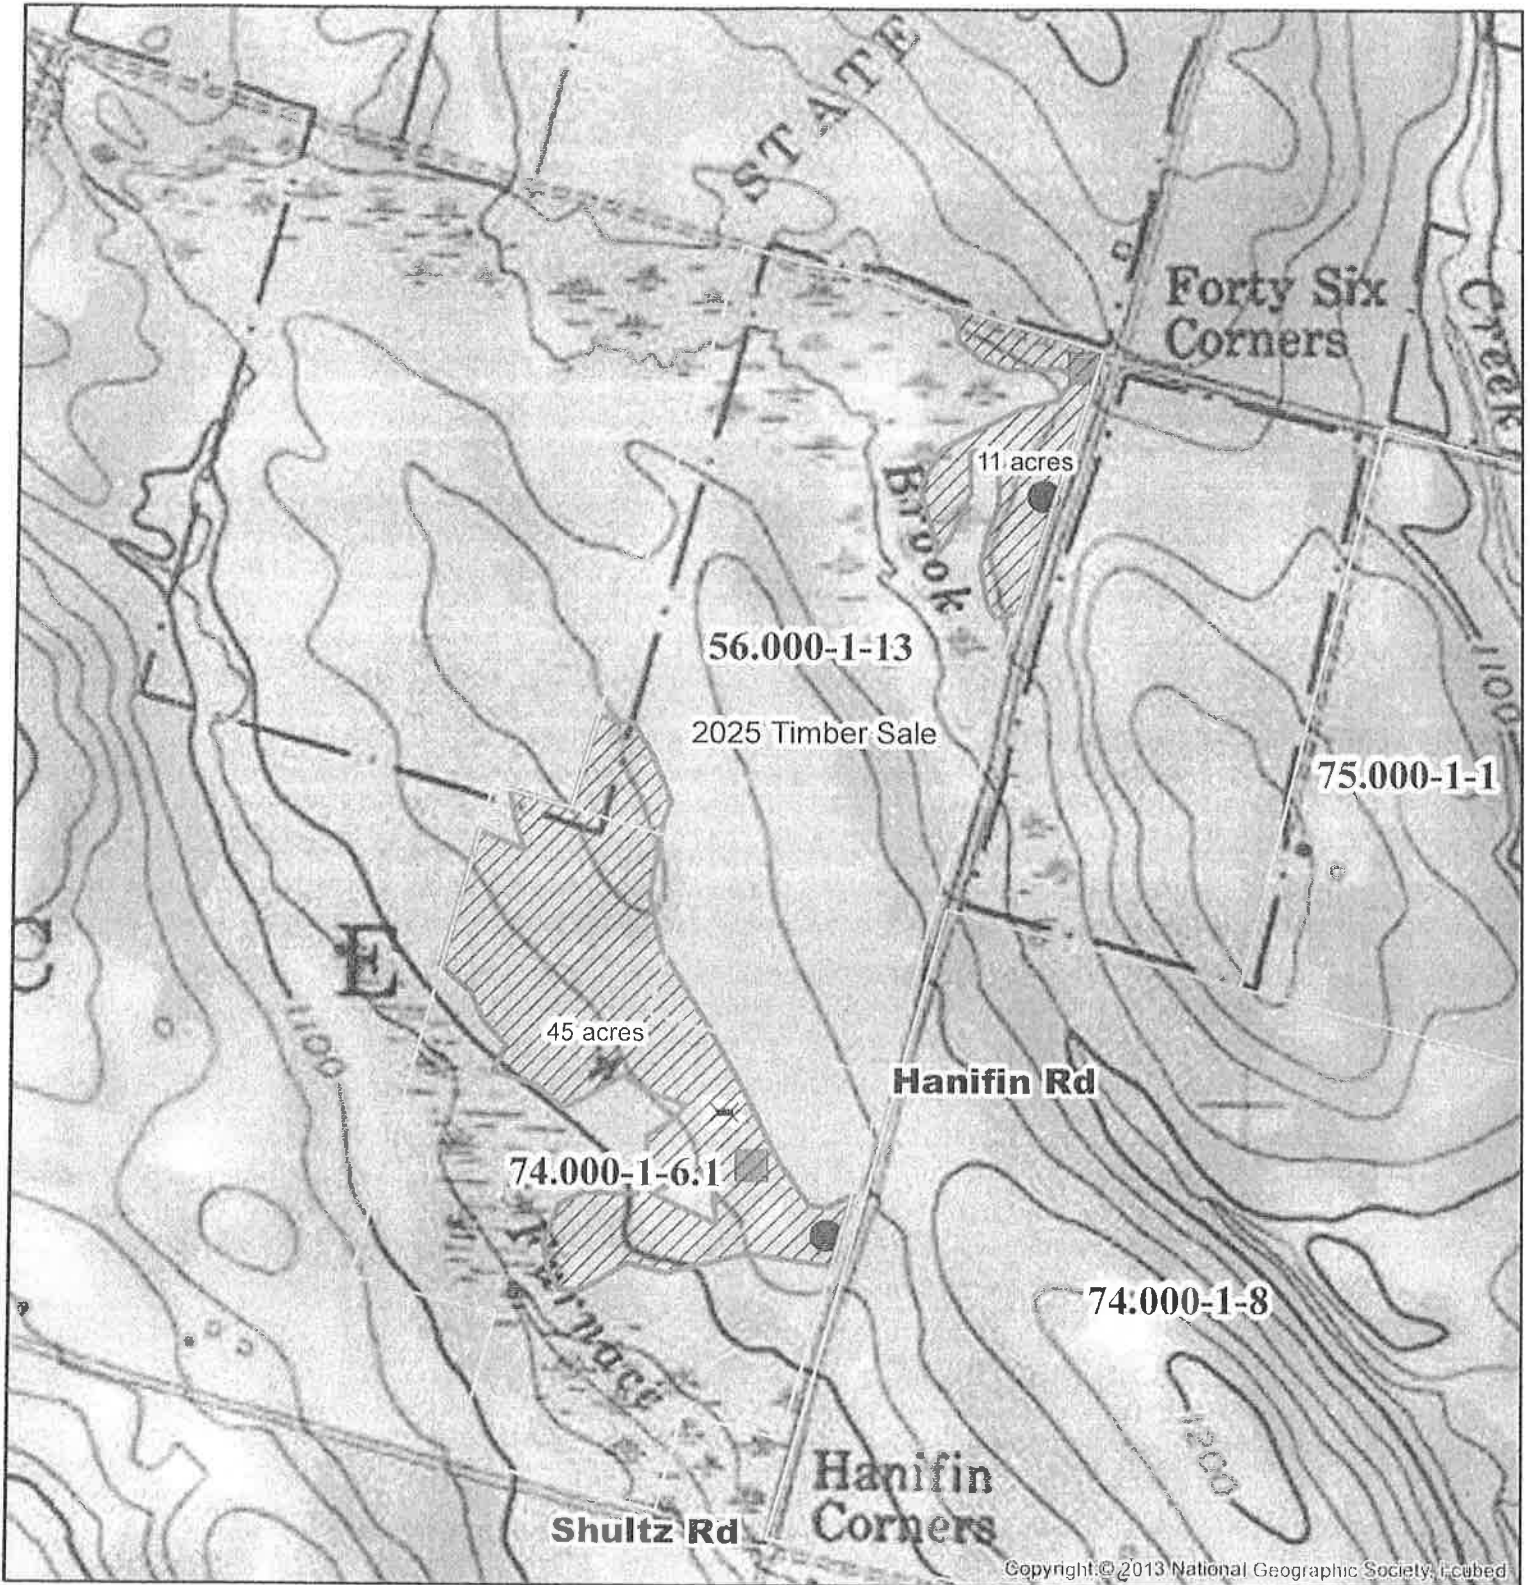 STATE
Forty Six
Corners
Creek
11 acres
Brook
56.000-1-13
2025 Timber Sale
1100
75.000-1-1
C
E
1100
45 acres
Hanifin Rd
74.000-1-6.1
Furnace
74.000-1-8
1200
Hanifin
Corners
Shultz Rd
Copyright:© 2013 National Geographic Society, i-cubed